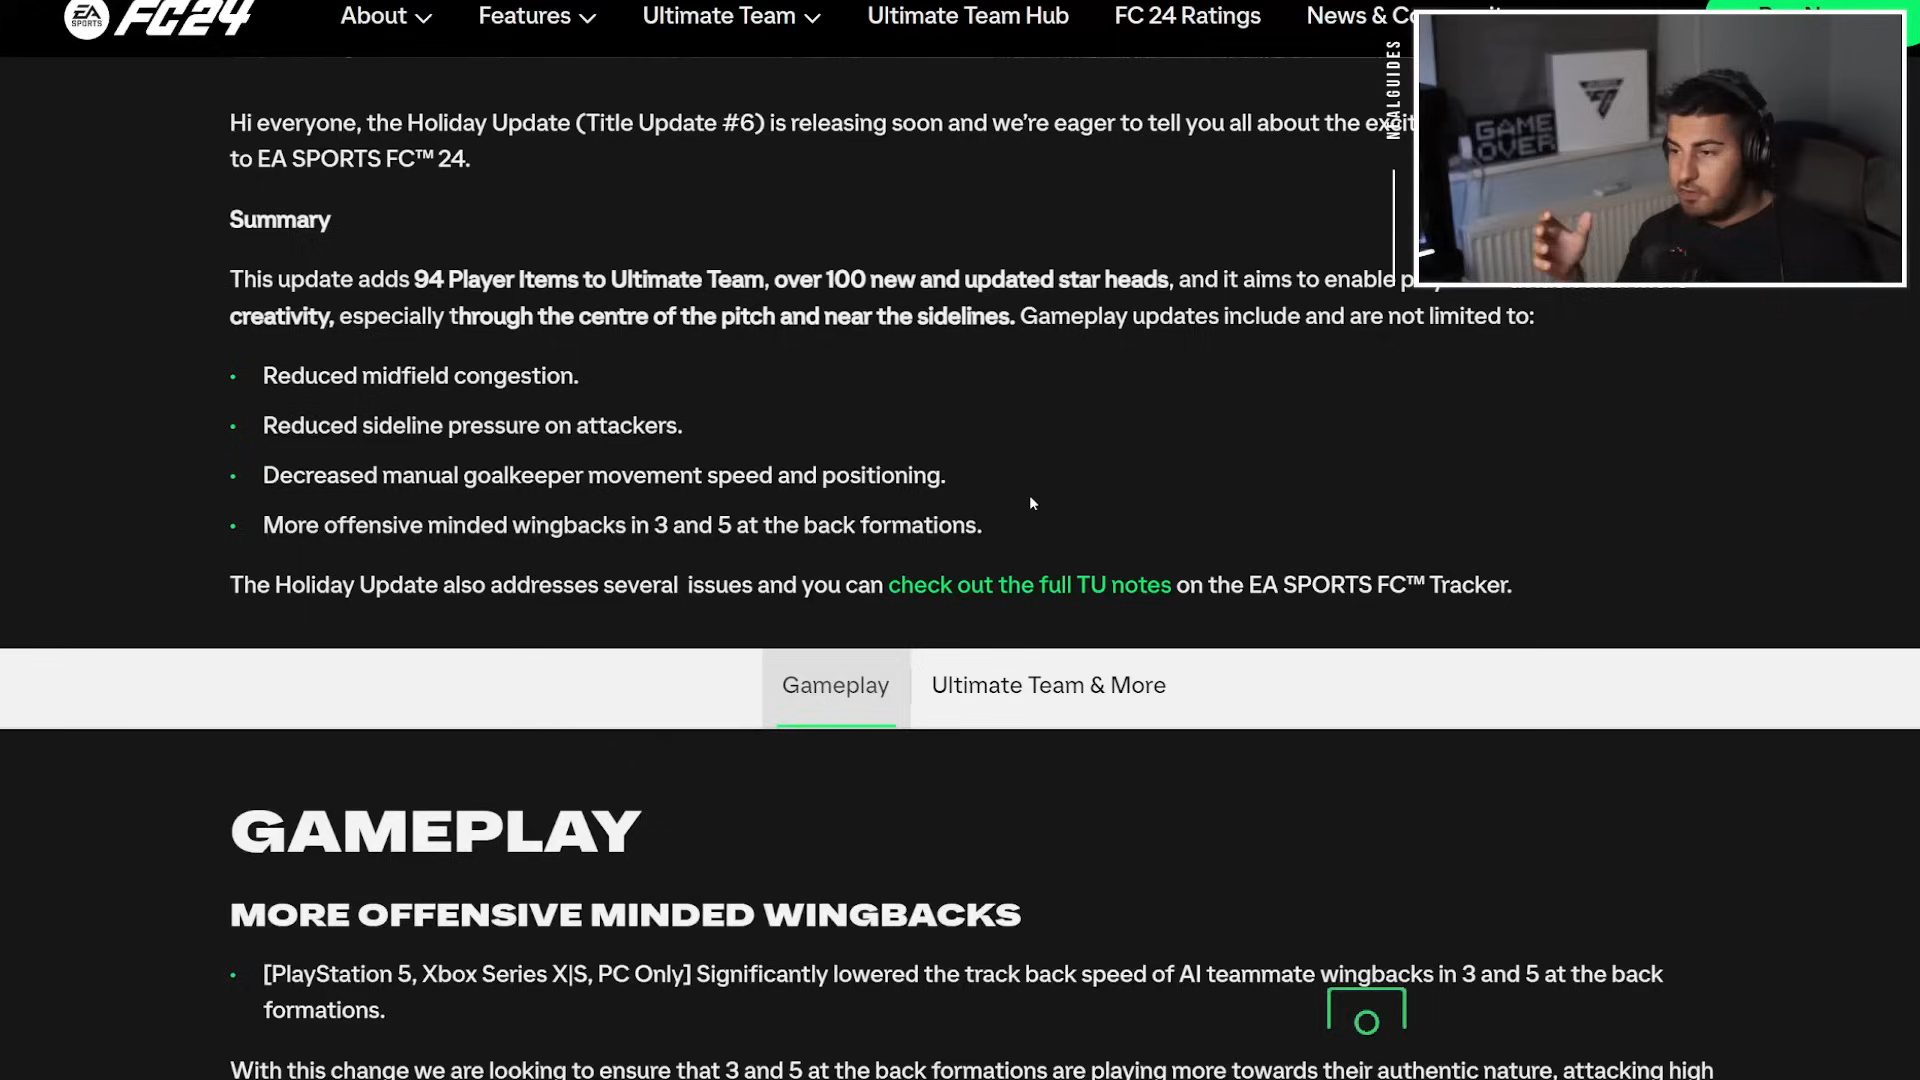 EA SPORTS FC24 About Features Ultimate Team Ultimate Team Hub FC 24 Ratings News &
NEALGUIDES
GAME
OVER
Hi everyone, the Holiday Update (Title Update #6) is releasing soon and we're eager to tell you all about the
to EA SPORTS FC™ 24.
Summary
This update adds 94 Player Items to Ultimate Team, over 100 new and updated star heads, and it aims to enable
creativity, especially through the centre of the pitch and near the sidelines. Gameplay updates include and are not limited to:
• Reduced midfield congestion.
• Reduced sideline pressure on attackers.
• Decreased manual goalkeeper movement speed and positioning.
• More offensive minded wingbacks in 3 and 5 at the back formations.
The Holiday Update also addresses several issues and you can check out the full TU notes on the EA SPORTS FC™ Tracker.
Gameplay Ultimate Team & More
GAMEPLAY
MORE OFFENSIVE MINDED WINGBACKS
• [PlayStation 5, Xbox Series X|S, PC Only] Significantly lowered the track back speed of AI teammate wingbacks in 3 and 5 at the back
formations.
With this change we are looking to ensure that 3 and 5 at the back formations are playing more towards their authentic nature, attacking high